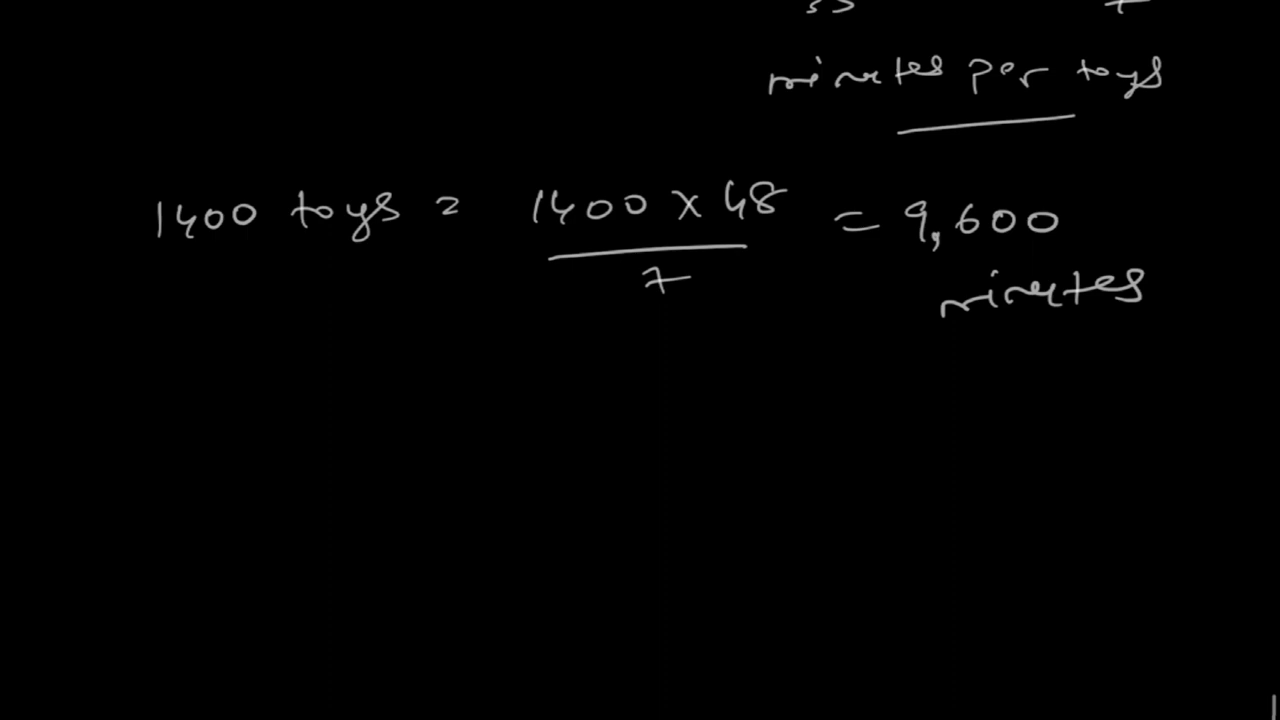 minutes per toys
1400 toys = 1400 x 48 = 9,600
7
minutes